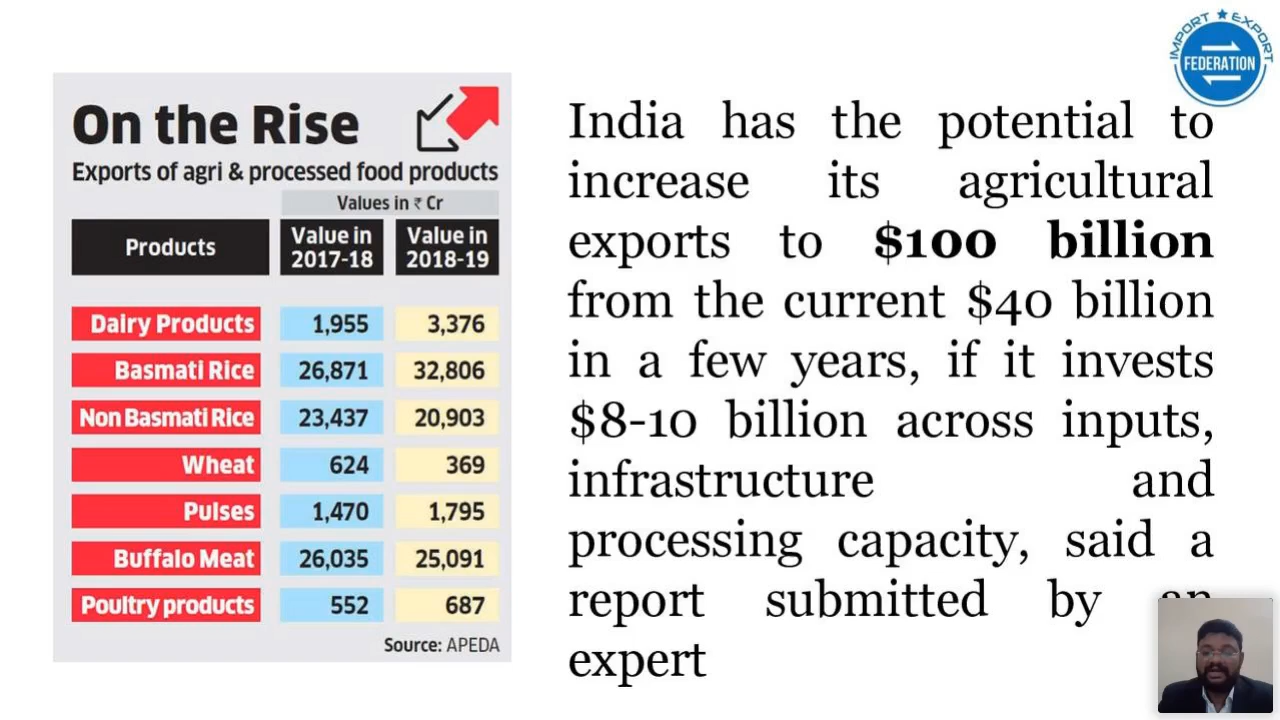 IMPORT ★ EXPORT
FEDERATION
On the Rise
Exports of agri & processed food products
Values in ₹ Cr
Products Value in 2017-18 Value in 2018-19
Dairy Products 1,955 3,376
Basmati Rice 26,871 32,806
Non Basmati Rice 23,437 20,903
Wheat 624 369
Pulses 1,470 1,795
Buffalo Meat 26,035 25,091
Poultry products 552 687
Source: APEDA
India has the potential to
increase its agricultural
exports to $100 billion
from the current $40 billion
in a few years, if it invests
$8-10 billion across inputs,
infrastructure and
processing capacity, said a
report submitted by an
expert